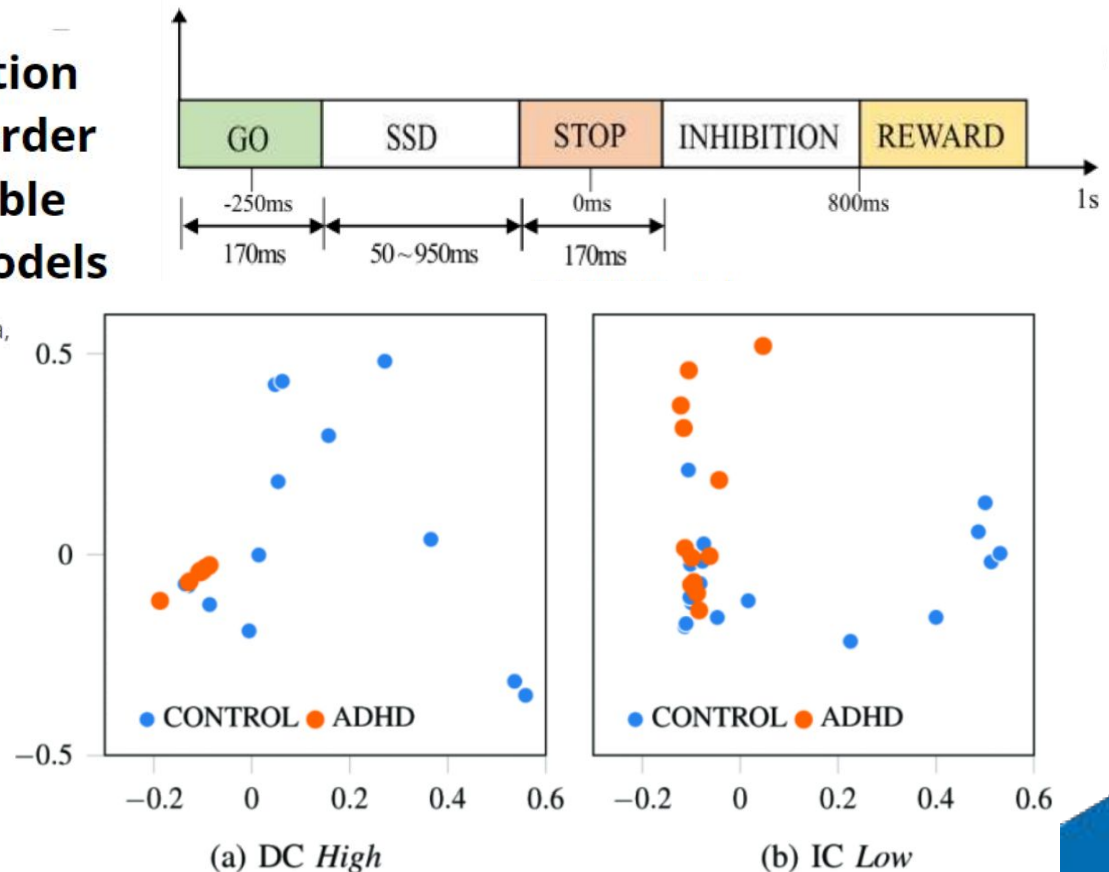 tion
rder
ble
odels
a,
GO SSD STOP INHIBITION REWARD
-250ms 0ms 800ms 1s
170ms 50~950ms 170ms
0.5
0
−0.5
CONTROL ADHD
−0.2 0 0.2 0.4 0.6
(a) DC High
CONTROL ADHD
−0.2 0 0.2 0.4 0.6
(b) IC Low